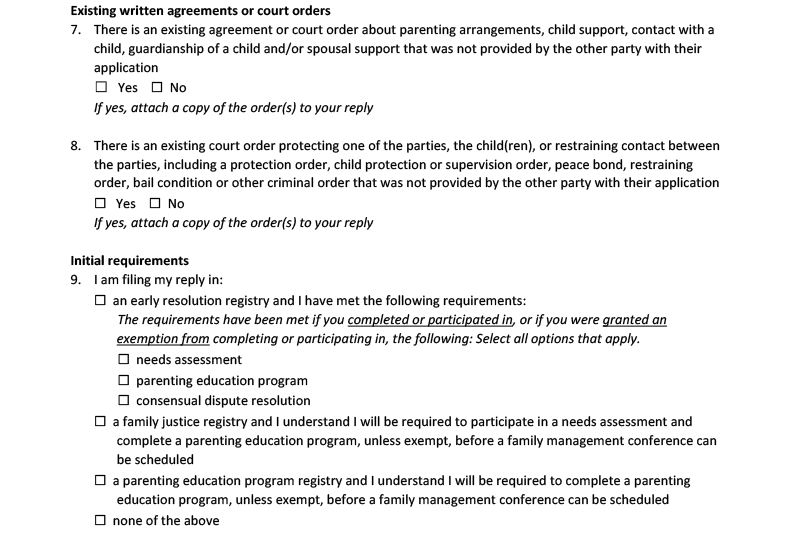 Existing written agreements or court orders
7. There is an existing agreement or court order about parenting arrangements, child support, contact with a
child, guardianship of a child and/or spousal support that was not provided by the other party with their
application
☐ Yes ☐ No
If yes, attach a copy of the order(s) to your reply
8. There is an existing court order protecting one of the parties, the child(ren), or restraining contact between
the parties, including a protection order, child protection or supervision order, peace bond, restraining
order, bail condition or other criminal order that was not provided by the other party with their application
☐ Yes ☐ No
If yes, attach a copy of the order(s) to your reply
Initial requirements
9. I am filing my reply in:
☐ an early resolution registry and I have met the following requirements:
The requirements have been met if you completed or participated in, or if you were granted an
exemption from completing or participating in, the following: Select all options that apply.
☐ needs assessment
☐ parenting education program
☐ consensual dispute resolution
☐ a family justice registry and I understand I will be required to participate in a needs assessment and
complete a parenting education program, unless exempt, before a family management conference can
be scheduled
☐ a parenting education program registry and I understand I will be required to complete a parenting
education program, unless exempt, before a family management conference can be scheduled
☐ none of the above